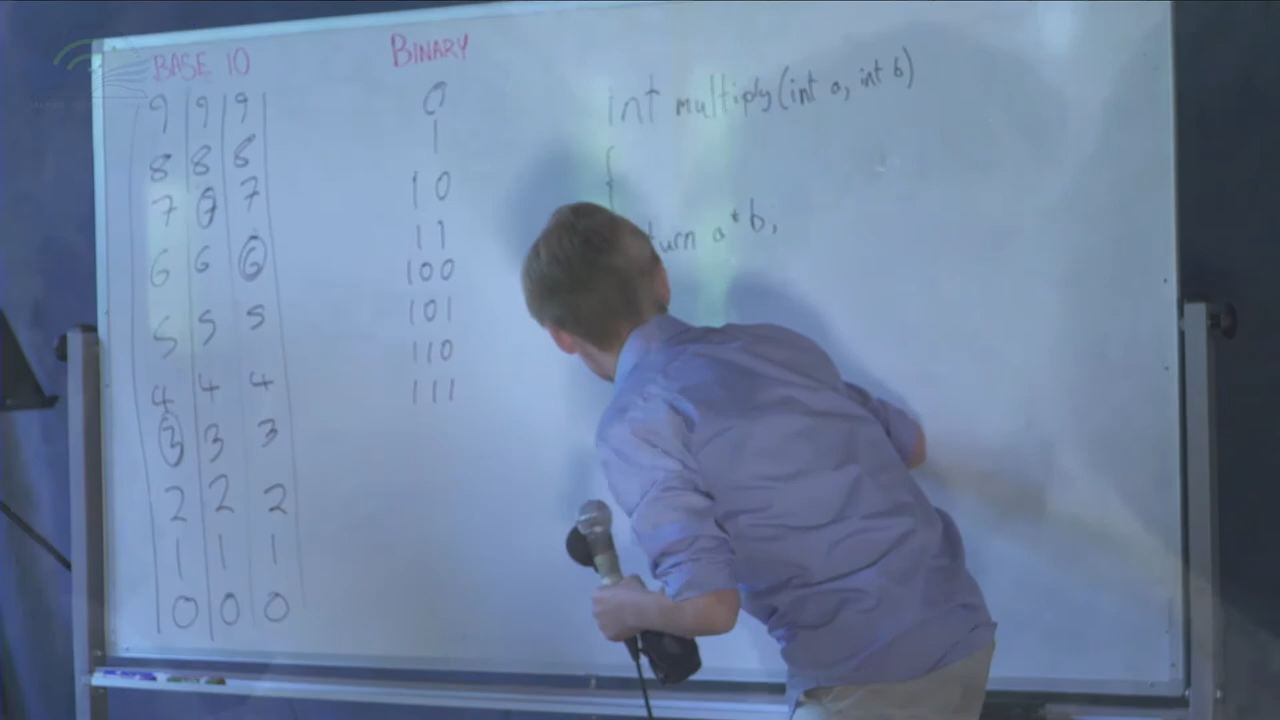 BASE 10
9 9 9
8 8 8
7 7 7
6 6 6
5 5 5
4 4 4
3 3 3
2 2 2
1 1 1
0 0 0
BINARY
0
1
10
11
100
101
110
111
int multiply(int a, int b)
{
turn a*b,